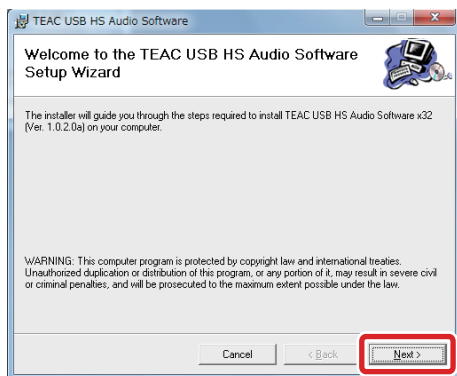 TEAC USB HS Audio Software
Welcome to the TEAC USB HS Audio Software
Setup Wizard
The installer will guide you through the steps required to install TEAC USB HS Audio Software x32
(Ver. 1.0.2.0a) on your computer.
WARNING: This computer program is protected by copyright law and international treaties.
Unauthorized duplication or distribution of this program, or any portion of it, may result in severe civil
or criminal penalties, and will be prosecuted to the maximum extent possible under the law.
Cancel < Back Next >